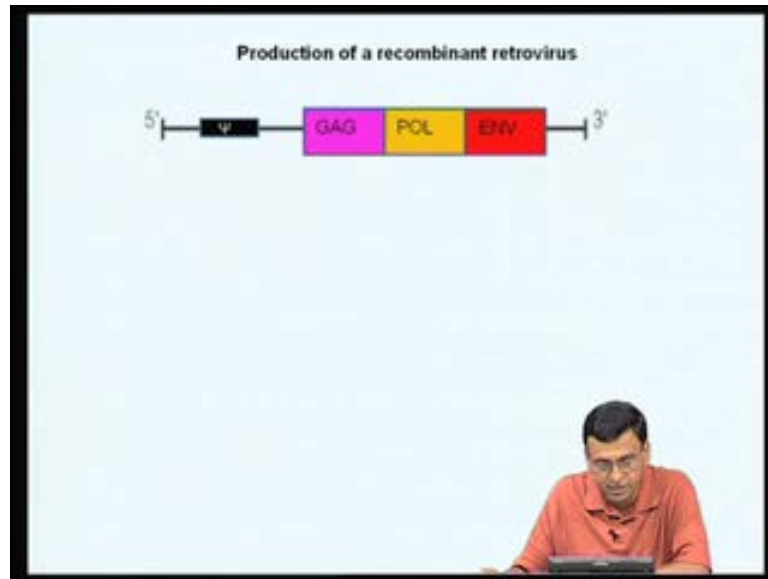 Production of a recombinant retrovirus
5' Ψ GAG POL ENV 3'